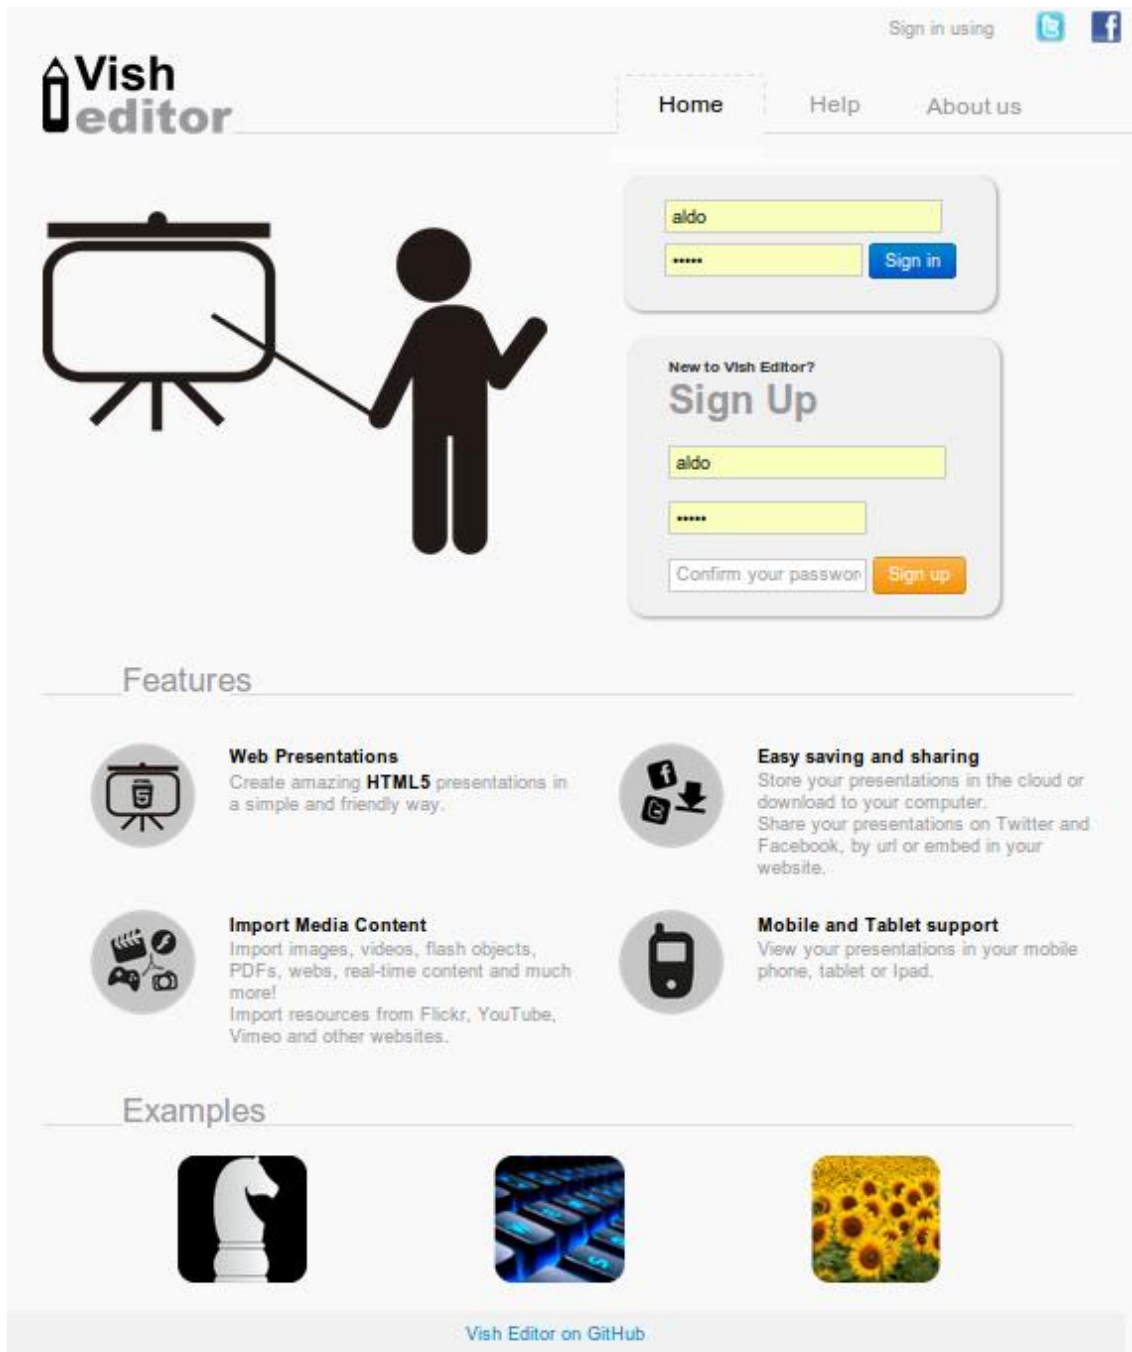 Sign in using
Vish
editor
Home
Help
About us
aldo
•••••
Sign in
New to Vish Editor?
Sign Up
aldo
•••••
Confirm your passwor
Sign up
Features
Web Presentations
Create amazing HTML5 presentations in
a simple and friendly way.
Easy saving and sharing
Store your presentations in the cloud or
download to your computer.
Share your presentations on Twitter and
Facebook, by url or embed in your
website.
Import Media Content
Import images, videos, flash objects,
PDFs, webs, real-time content and much
more!
Import resources from Flickr, YouTube,
Vimeo and other websites.
Mobile and Tablet support
View your presentations in your mobile
phone, tablet or Ipad.
Examples
Vish Editor on GitHub